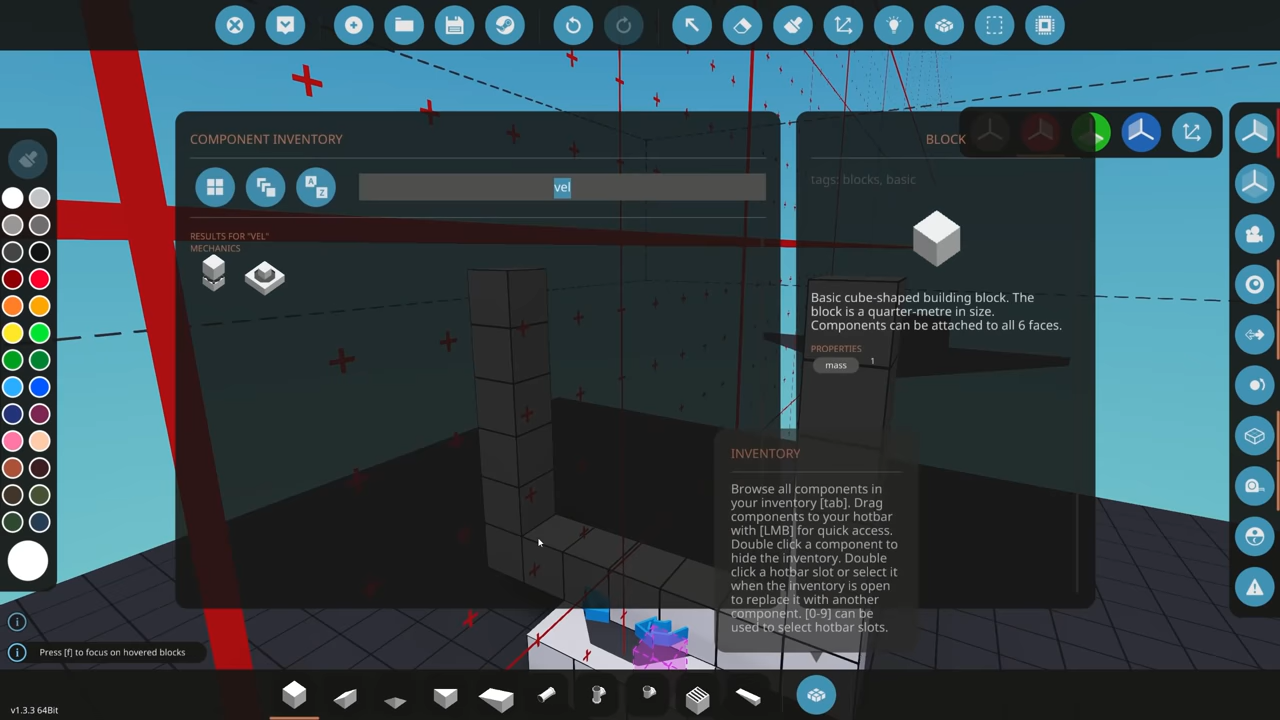 COMPONENT INVENTORY
vel
RESULTS FOR "VEL"
MECHANICS
BLOCK
tags: blocks, basic
Basic cube-shaped building block. The
block is a quarter-metre in size.
Components can be attached to all 6 faces.
PROPERTIES
mass 1
INVENTORY
Browse all components in
your inventory [tab]. Drag
components to your hotbar
with [LMB] for quick access.
Double click a component to
hide the inventory. Double
click a hotbar slot or select it
when the inventory is open
to replace it with another
component. [0-9] can be
used to select hotbar slots.
Press [f] to focus on hovered blocks
v1.3.3 64Bit